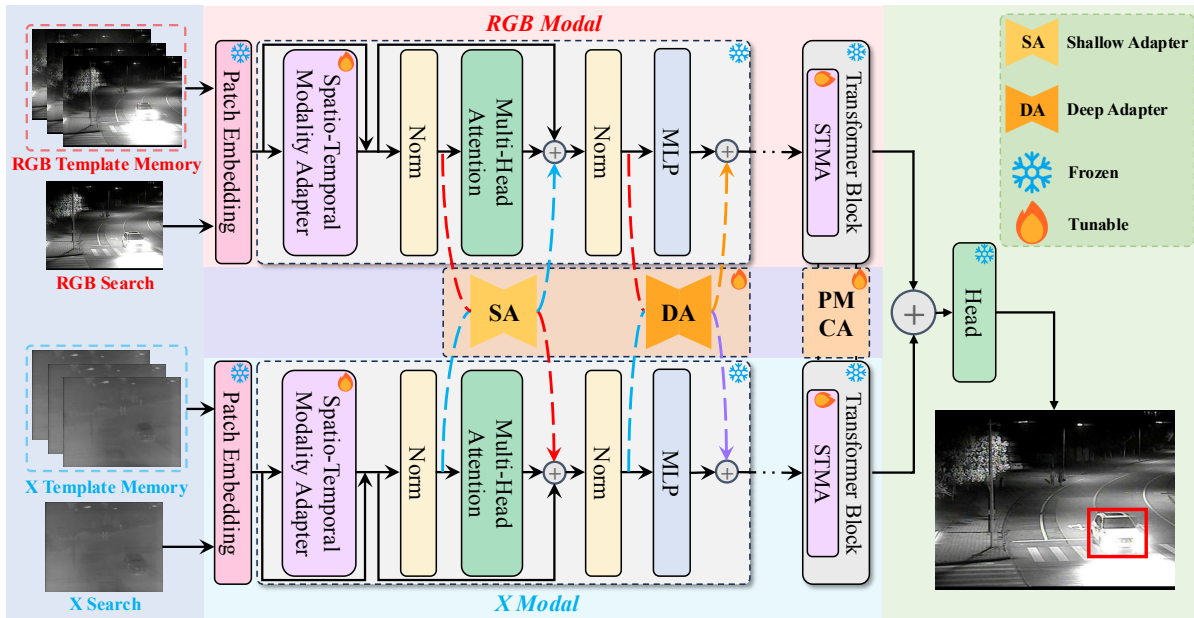 RGB Modal
RGB Template Memory
RGB Search
Patch Embedding
Spatio-Temporal
Modality Adapter
Norm
Multi-Head
Attention
+
Norm
MLP
+
STMA
Transformer Block
SA
Shallow Adapter
DA
Deep Adapter
Frozen
Tunable
SA
DA
PM
CA
+
Head
X Template Memory
X Search
Patch Embedding
Spatio-Temporal
Modality Adapter
Norm
Multi-Head
Attention
+
Norm
MLP
+
STMA
Transformer Block
X Modal